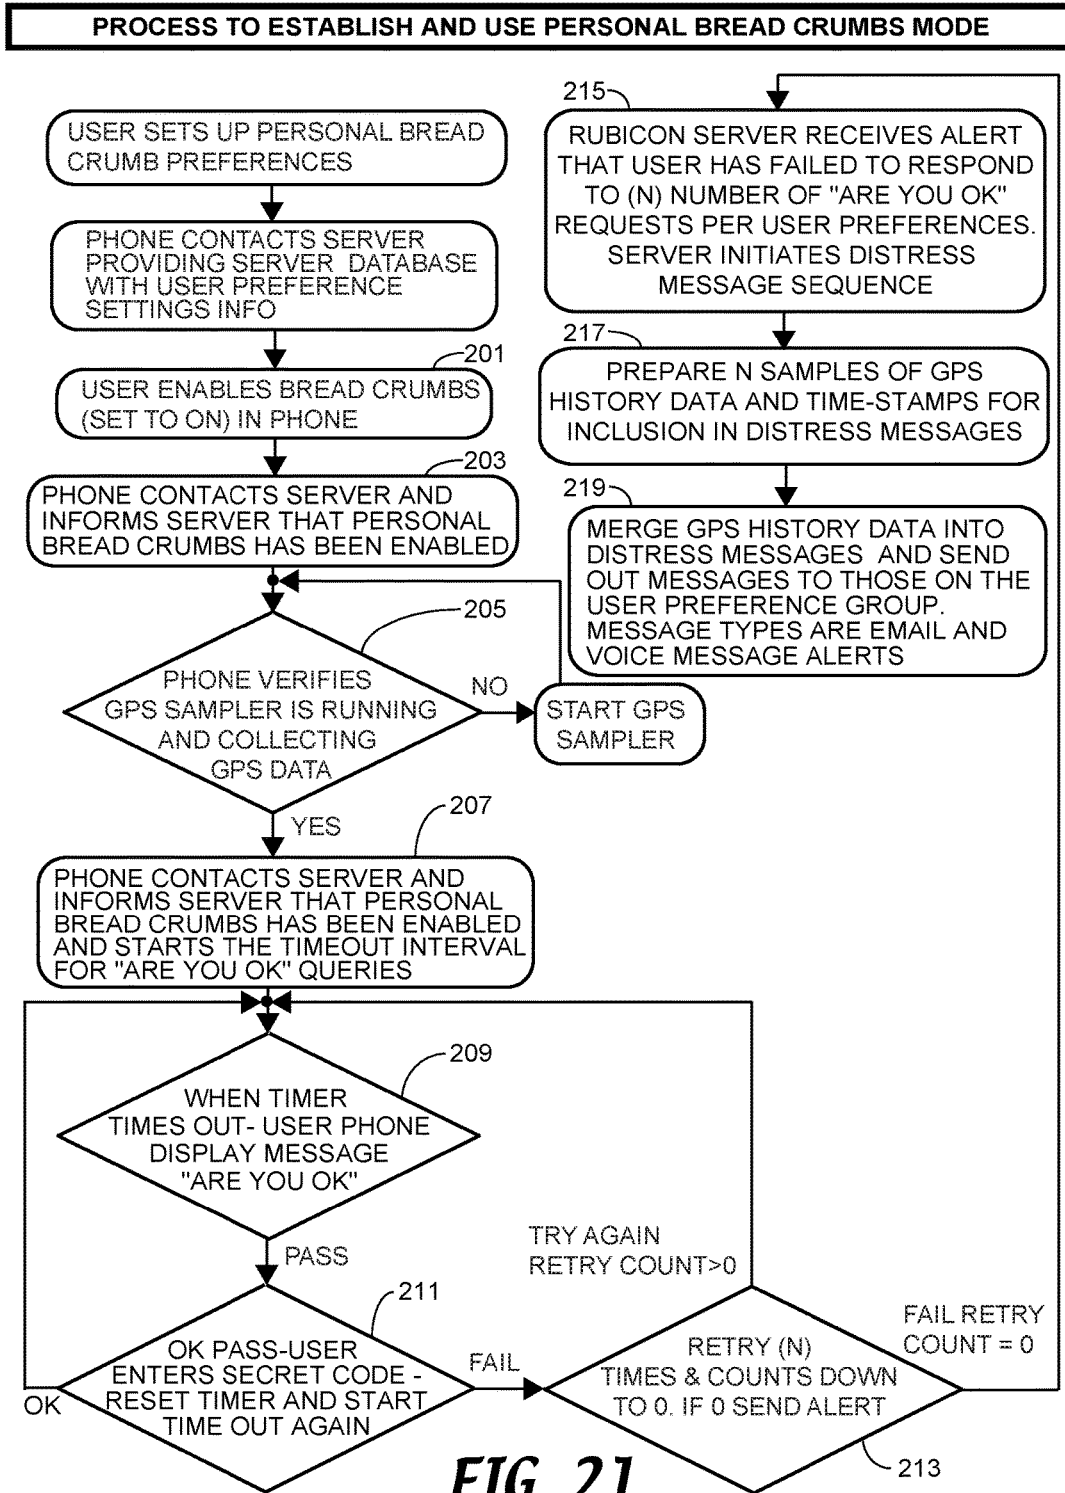 PROCESS TO ESTABLISH AND USE PERSONAL BREAD CRUMBS MODE
USER SETS UP PERSONAL BREAD
CRUMB PREFERENCES
PHONE CONTACTS SERVER
PROVIDING SERVER DATABASE
WITH USER PREFERENCE
SETTINGS INFO
201
USER ENABLES BREAD CRUMBS
(SET TO ON) IN PHONE
203
PHONE CONTACTS SERVER AND
INFORMS SERVER THAT PERSONAL
BREAD CRUMBS HAS BEEN ENABLED
205
PHONE VERIFIES
GPS SAMPLER IS RUNNING
AND COLLECTING
GPS DATA
NO
START GPS
SAMPLER
YES
207
PHONE CONTACTS SERVER AND
INFORMS SERVER THAT PERSONAL
BREAD CRUMBS HAS BEEN ENABLED
AND STARTS THE TIMEOUT INTERVAL
FOR "ARE YOU OK" QUERIES
209
WHEN TIMER
TIMES OUT- USER PHONE
DISPLAY MESSAGE
"ARE YOU OK"
PASS
211
OK PASS-USER
ENTERS SECRET CODE -
RESET TIMER AND START
TIME OUT AGAIN
OK
FAIL
TRY AGAIN
RETRY COUNT>0
RETRY (N)
TIMES & COUNTS DOWN
TO 0. IF 0 SEND ALERT
213
FAIL RETRY
COUNT = 0
215
RUBICON SERVER RECEIVES ALERT
THAT USER HAS FAILED TO RESPOND
TO (N) NUMBER OF "ARE YOU OK"
REQUESTS PER USER PREFERENCES.
SERVER INITIATES DISTRESS
MESSAGE SEQUENCE
217
PREPARE N SAMPLES OF GPS
HISTORY DATA AND TIME-STAMPS FOR
INCLUSION IN DISTRESS MESSAGES
219
MERGE GPS HISTORY DATA INTO
DISTRESS MESSAGES AND SEND
OUT MESSAGES TO THOSE ON THE
USER PREFERENCE GROUP.
MESSAGE TYPES ARE EMAIL AND
VOICE MESSAGE ALERTS
FIG. 21